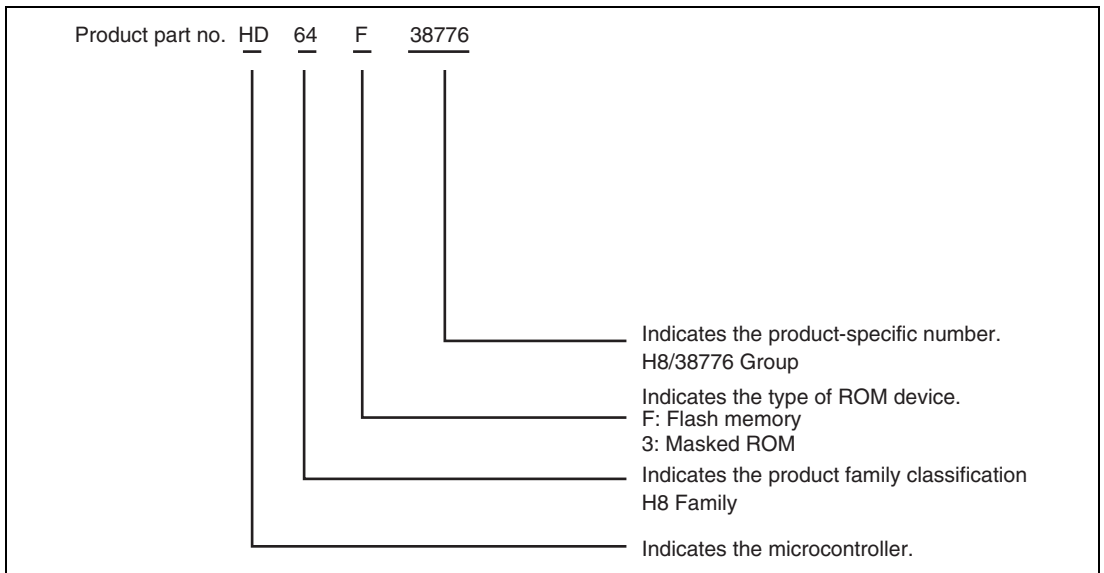 Product part no. HD 64 F 38776
Indicates the product-specific number.
H8/38776 Group
Indicates the type of ROM device.
F: Flash memory
3: Masked ROM
Indicates the product family classification
H8 Family
Indicates the microcontroller.